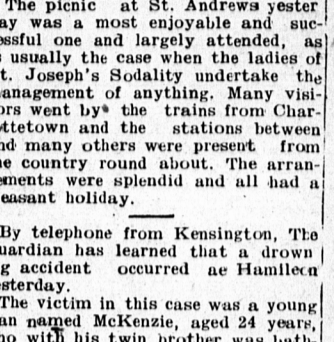 The picnic at St. Andrews yester
ay was a most enjoyable and suc-
essful one and largely attended, as
usually the case when the ladies of
t. Joseph's Sodality undertake the
anagement of anything. Many visi-
ors went by the trains from Char-
ttetown and the stations between
nd many others were present from
e country round about. The arran-
ements were splendid and all had a
easant holiday.
By telephone from Kensington, The
uardian has learned that a drown
g accident occurred ae Hamilecn
sterday.
The victim in this case was a young
an named McKenzie, aged 24 years,
ho with his twin brother was bath-